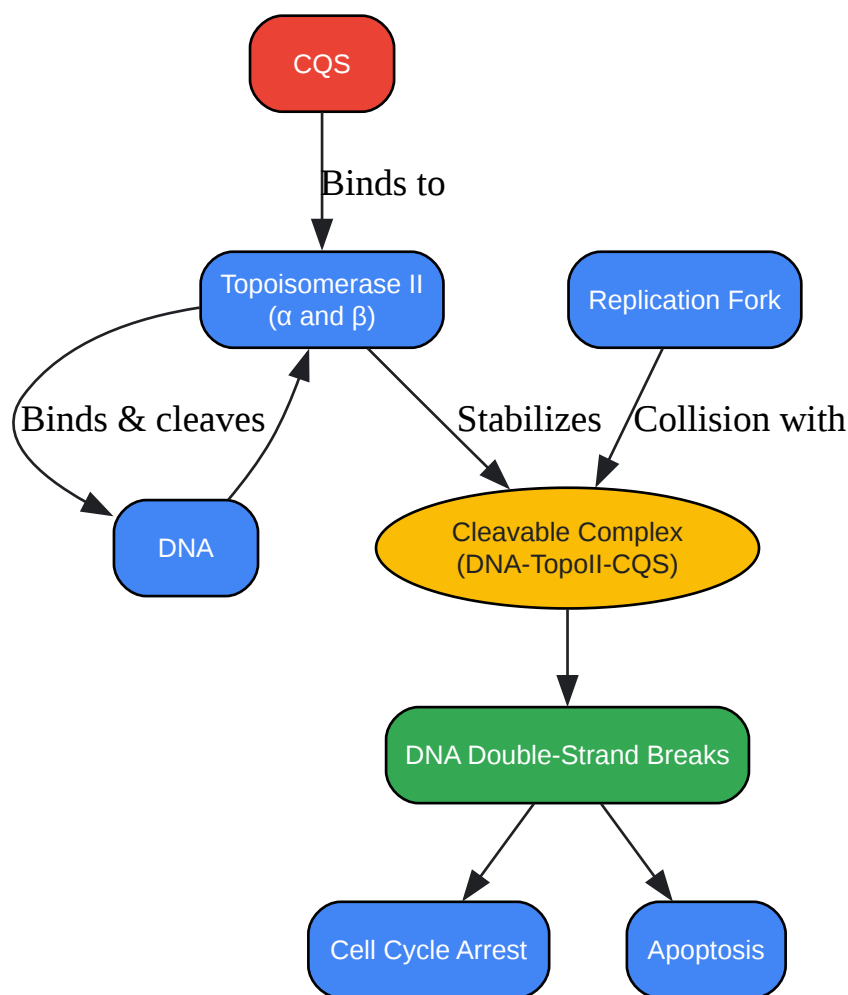 CQS
Binds to
Topoisomerase II
(α and β)
Replication Fork
Binds & cleaves
Stabilizes
Collision with
DNA
Cleavable Complex
(DNA-TopoII-CQS)
DNA Double-Strand Breaks
Cell Cycle Arrest
Apoptosis